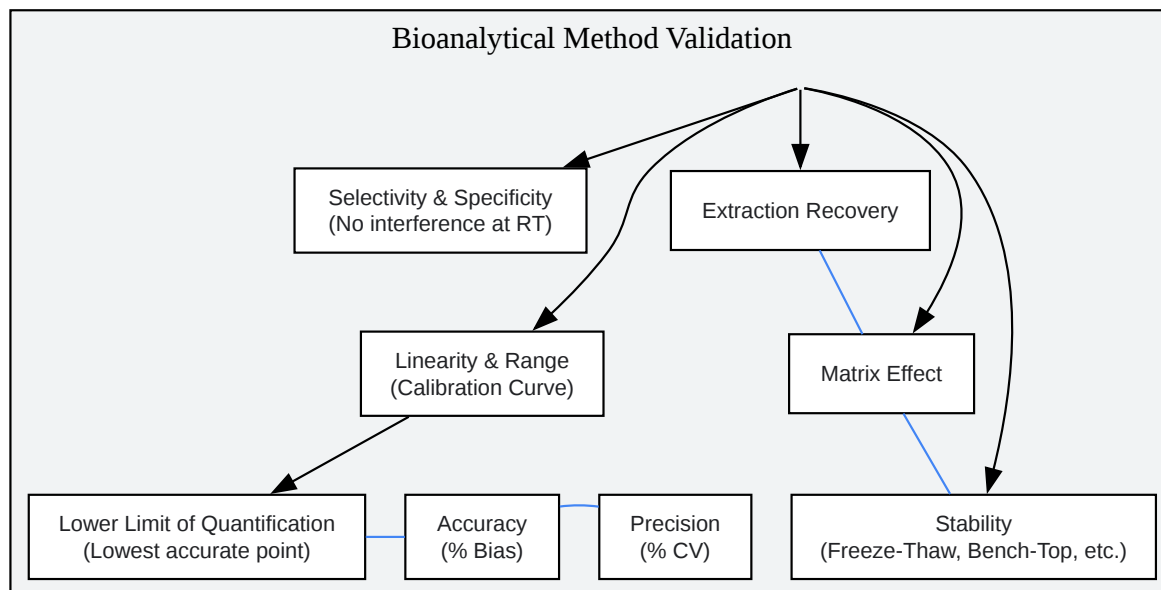 Bioanalytical Method Validation
Selectivity & Specificity
(No interference at RT)
Extraction Recovery
Linearity & Range
(Calibration Curve)
Matrix Effect
Lower Limit of Quantification
(Lowest accurate point)
Accuracy
(% Bias)
Precision
(% CV)
Stability
(Freeze-Thaw, Bench-Top, etc.)